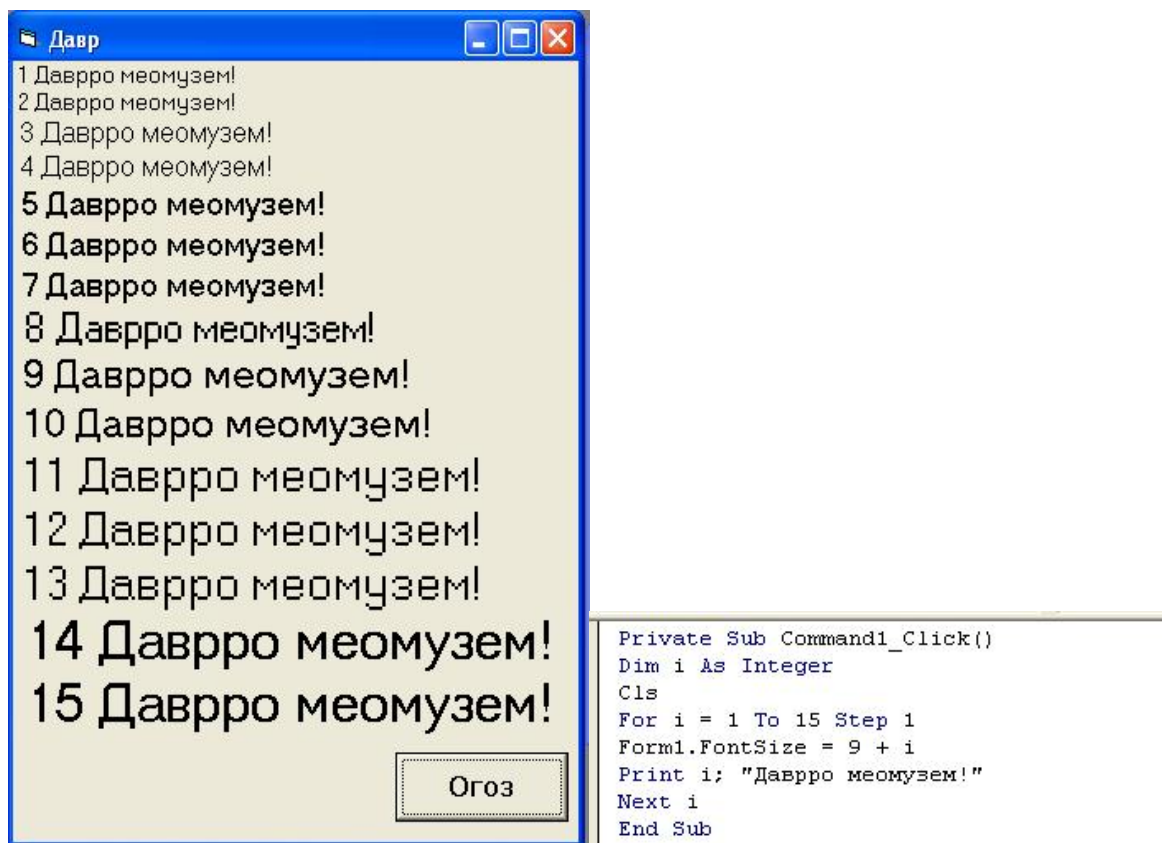 Давр
1 Даврро меомузем!
2 Даврро меомузем!
3 Даврро меомузем!
4 Даврро меомузем!
5 Даврро меомузем!
6 Даврро меомузем!
7 Даврро меомузем!
8 Даврро меомузем!
9 Даврро меомузем!
10 Даврро меомузем!
11 Даврро меомузем!
12 Даврро меомузем!
13 Даврро меомузем!
14 Даврро меомузем!
15 Даврро меомузем!
Огоз
Private Sub Command1_Click()
Dim i As Integer
Cls
For i = 1 To 15 Step 1
Form1.FontSize = 9 + i
Print i; "Даврро меомузем!"
Next i
End Sub